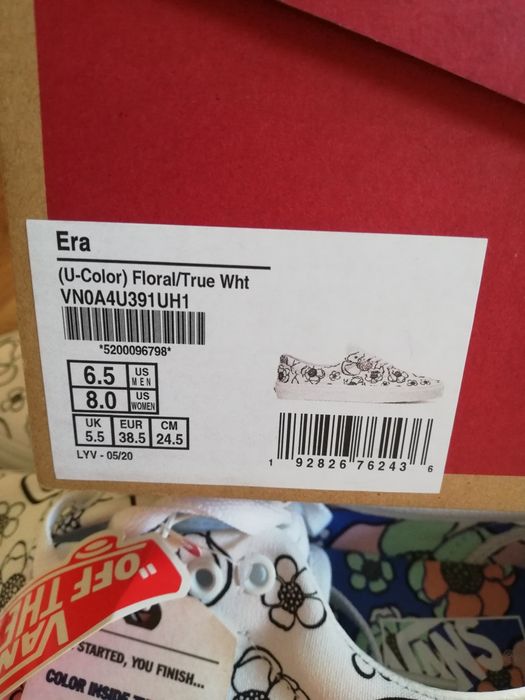 Era
(U-Color) Floral/True Wht
VN0A4U391UH1
*5200096798*
6.5 US MEN
8.0 US WOMEN
UK EUR CM
5.5 38.5 24.5
LYV - 05/20
1 92826 76243 6
"OFF THE
VAN
STARTED, YOU FINISH...
COLOR INSIDE
VANS